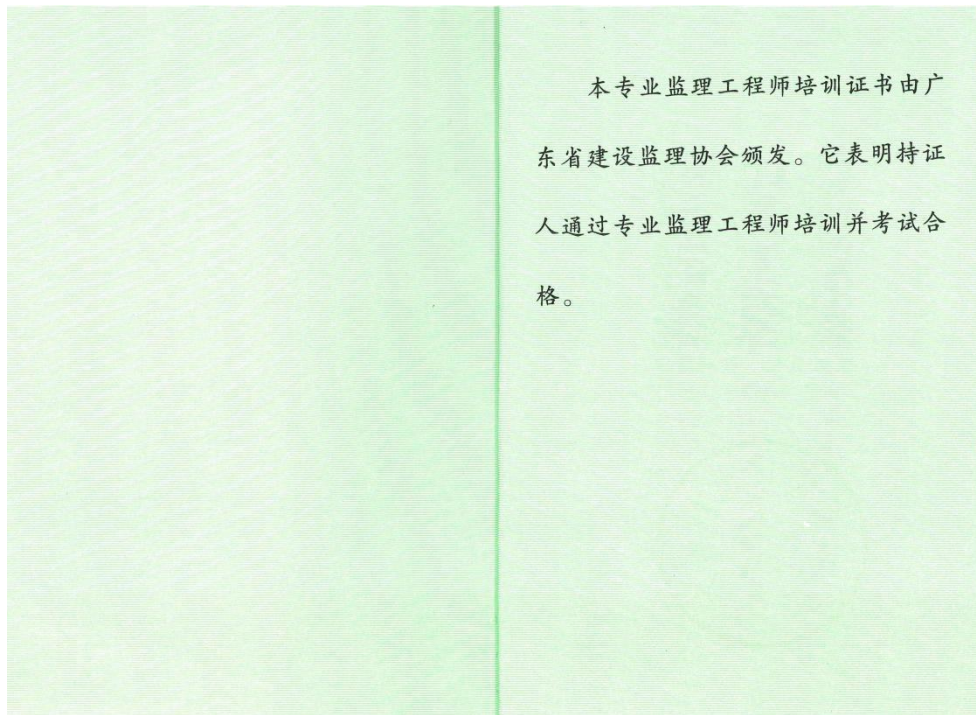 本专业监理工程师培训证书由广
东省建设监理协会颁发。它表明持证
人通过专业监理工程师培训并考试合
格。